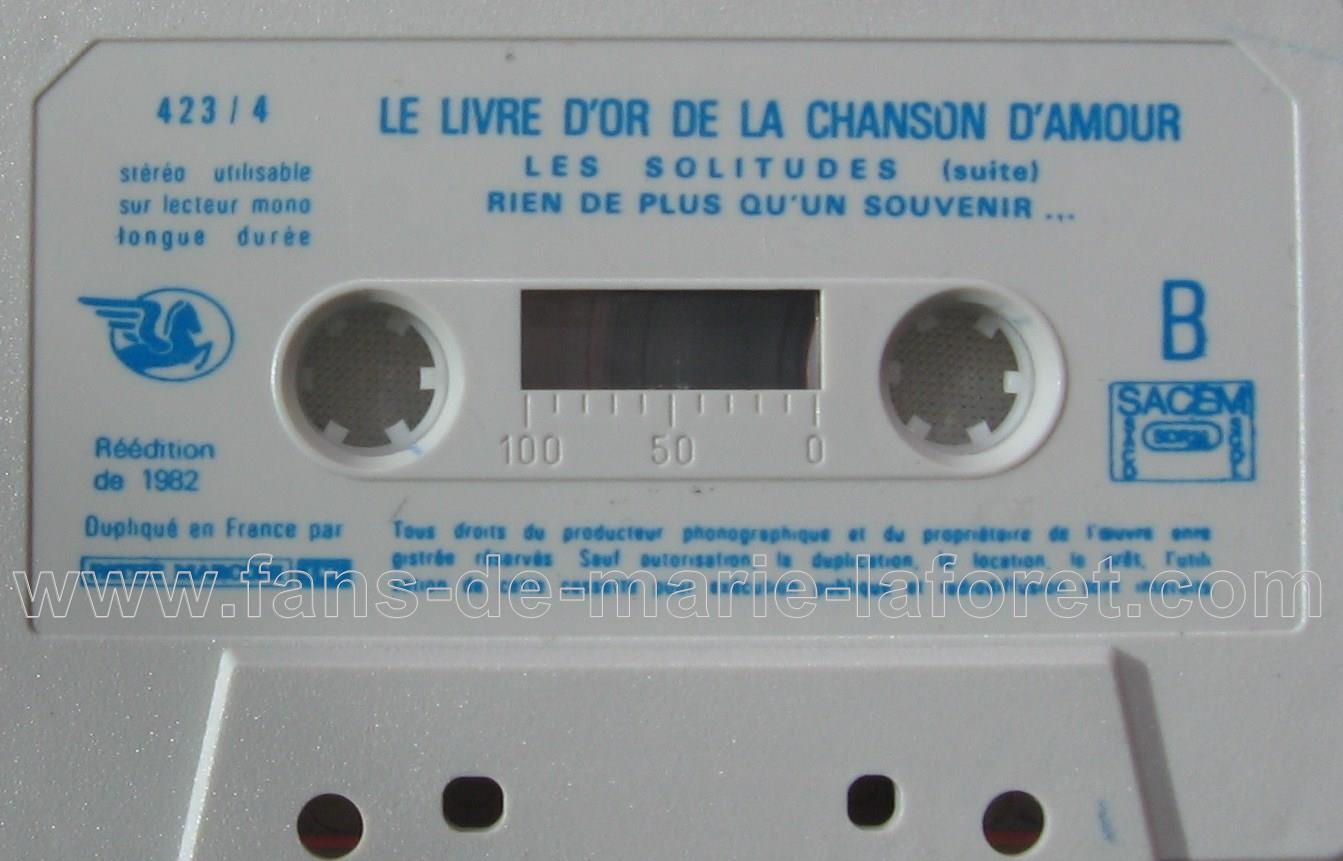 423 / 4
LE LIVRE D'OR DE LA CHANSON D'AMOUR
LES SOLITUDES (suite)
RIEN DE PLUS QU'UN SOUVENIR ...
stéréo utilisable
sur lecteur mono
longue durée
B
SACEM
100 50 0
Réédition
de 1982
Dupliqué en France par
Tous droits du producteur phonographique et du propriétaire de l'œuvre enre
gistrée réservés Sauf autorisation la duplication, la location, le prêt, l'utili
www.fans-de-marie-laforet.com